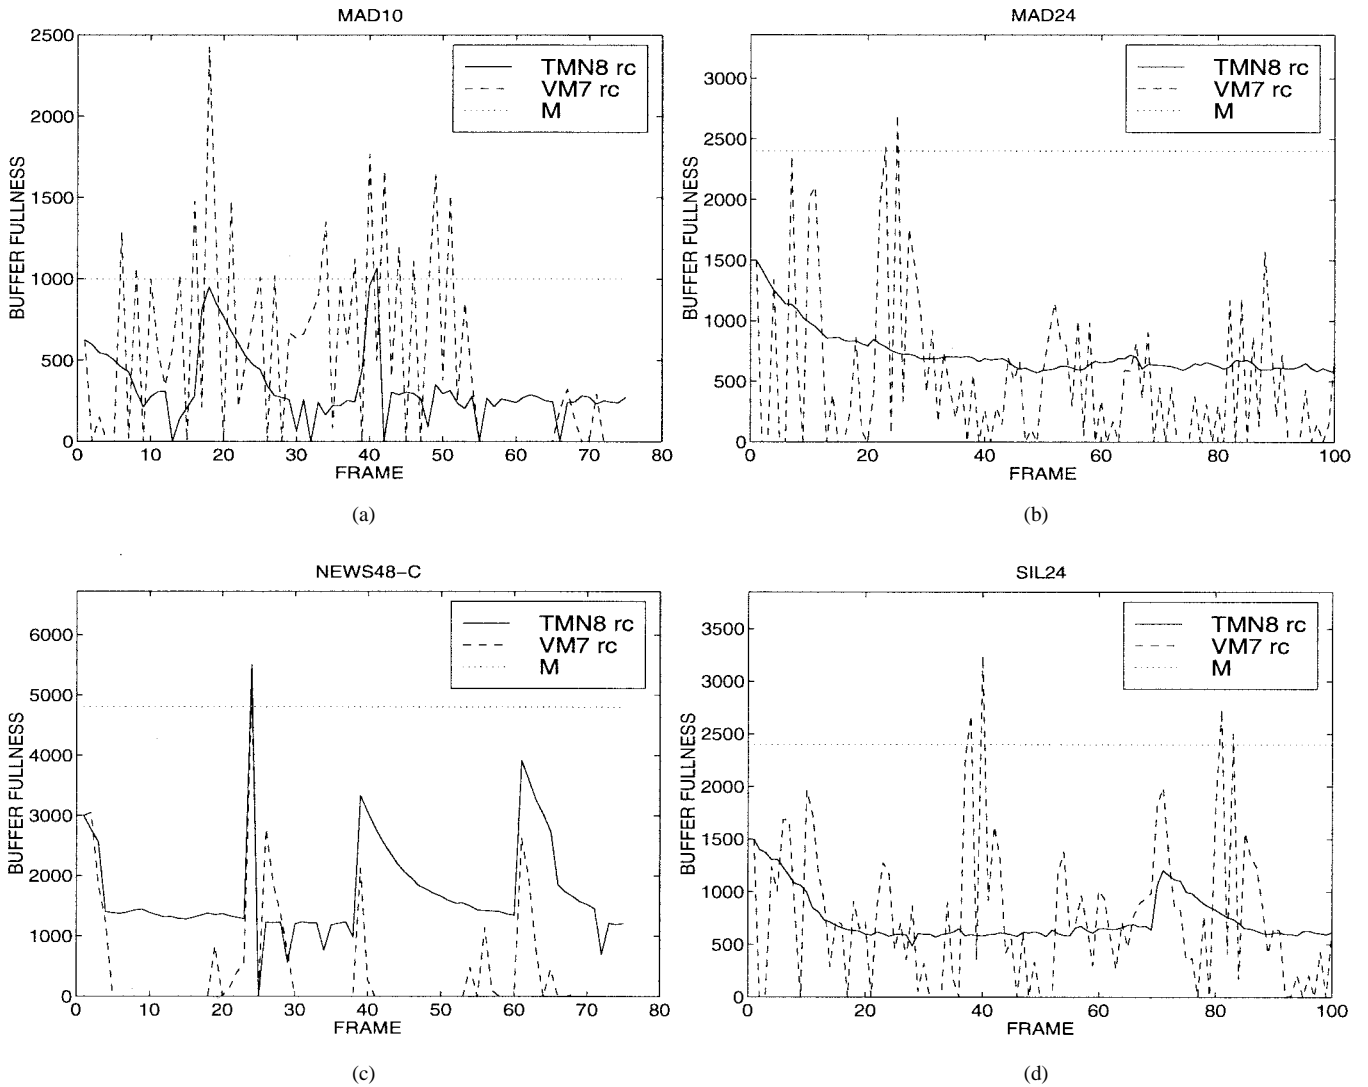 MAD10
BUFFER FULLNESS
2500
2000
1500
1000
500
0
TMN8 rc
VM7 rc
M
0 10 20 30 40 50 60 70 80
FRAME
(a)
MAD24
BUFFER FULLNESS
3000
2500
2000
1500
1000
500
0
TMN8 rc
VM7 rc
M
0 20 40 60 80 100
FRAME
(b)
NEWS48-C
BUFFER FULLNESS
6000
5000
4000
3000
2000
1000
0
TMN8 rc
VM7 rc
M
0 10 20 30 40 50 60 70 80
FRAME
(c)
SIL24
BUFFER FULLNESS
3500
3000
2500
2000
1500
1000
500
0
TMN8 rc
VM7 rc
M
0 20 40 60 80 100
FRAME
(d)